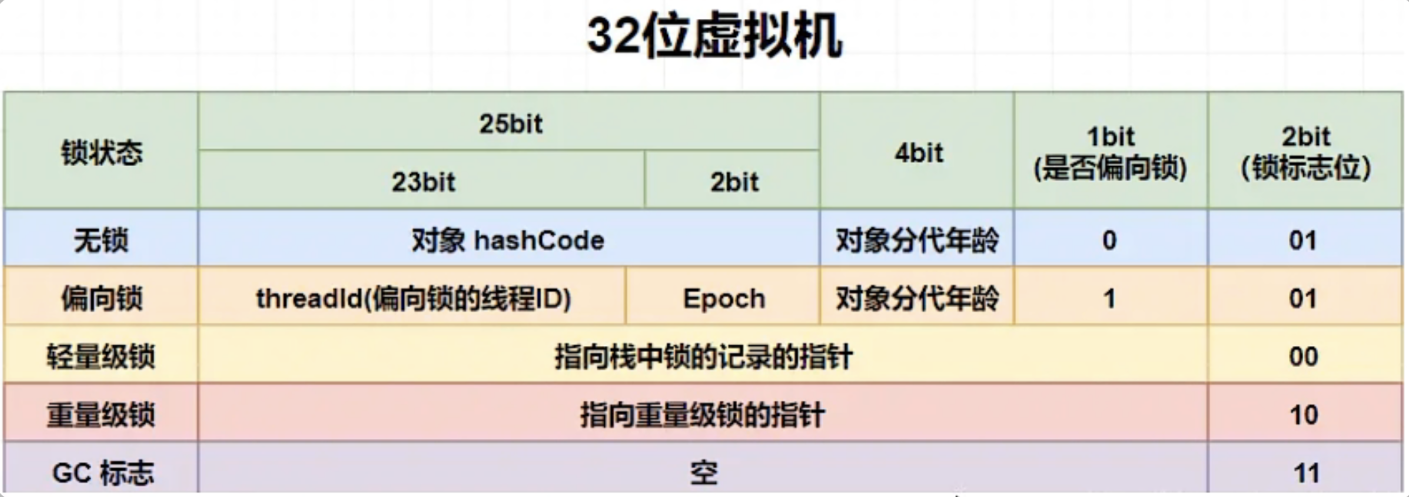 32位虚拟机
锁状态
25bit
4bit
1bit
(是否偏向锁)
2bit
（锁标志位）
23bit
2bit
无锁
对象 hashCode
对象分代年龄
0
01
偏向锁
threadId(偏向锁的线程ID)
Epoch
对象分代年龄
1
01
轻量级锁
指向栈中锁的记录的指针
00
重量级锁
指向重量级锁的指针
10
GC 标志
空
11